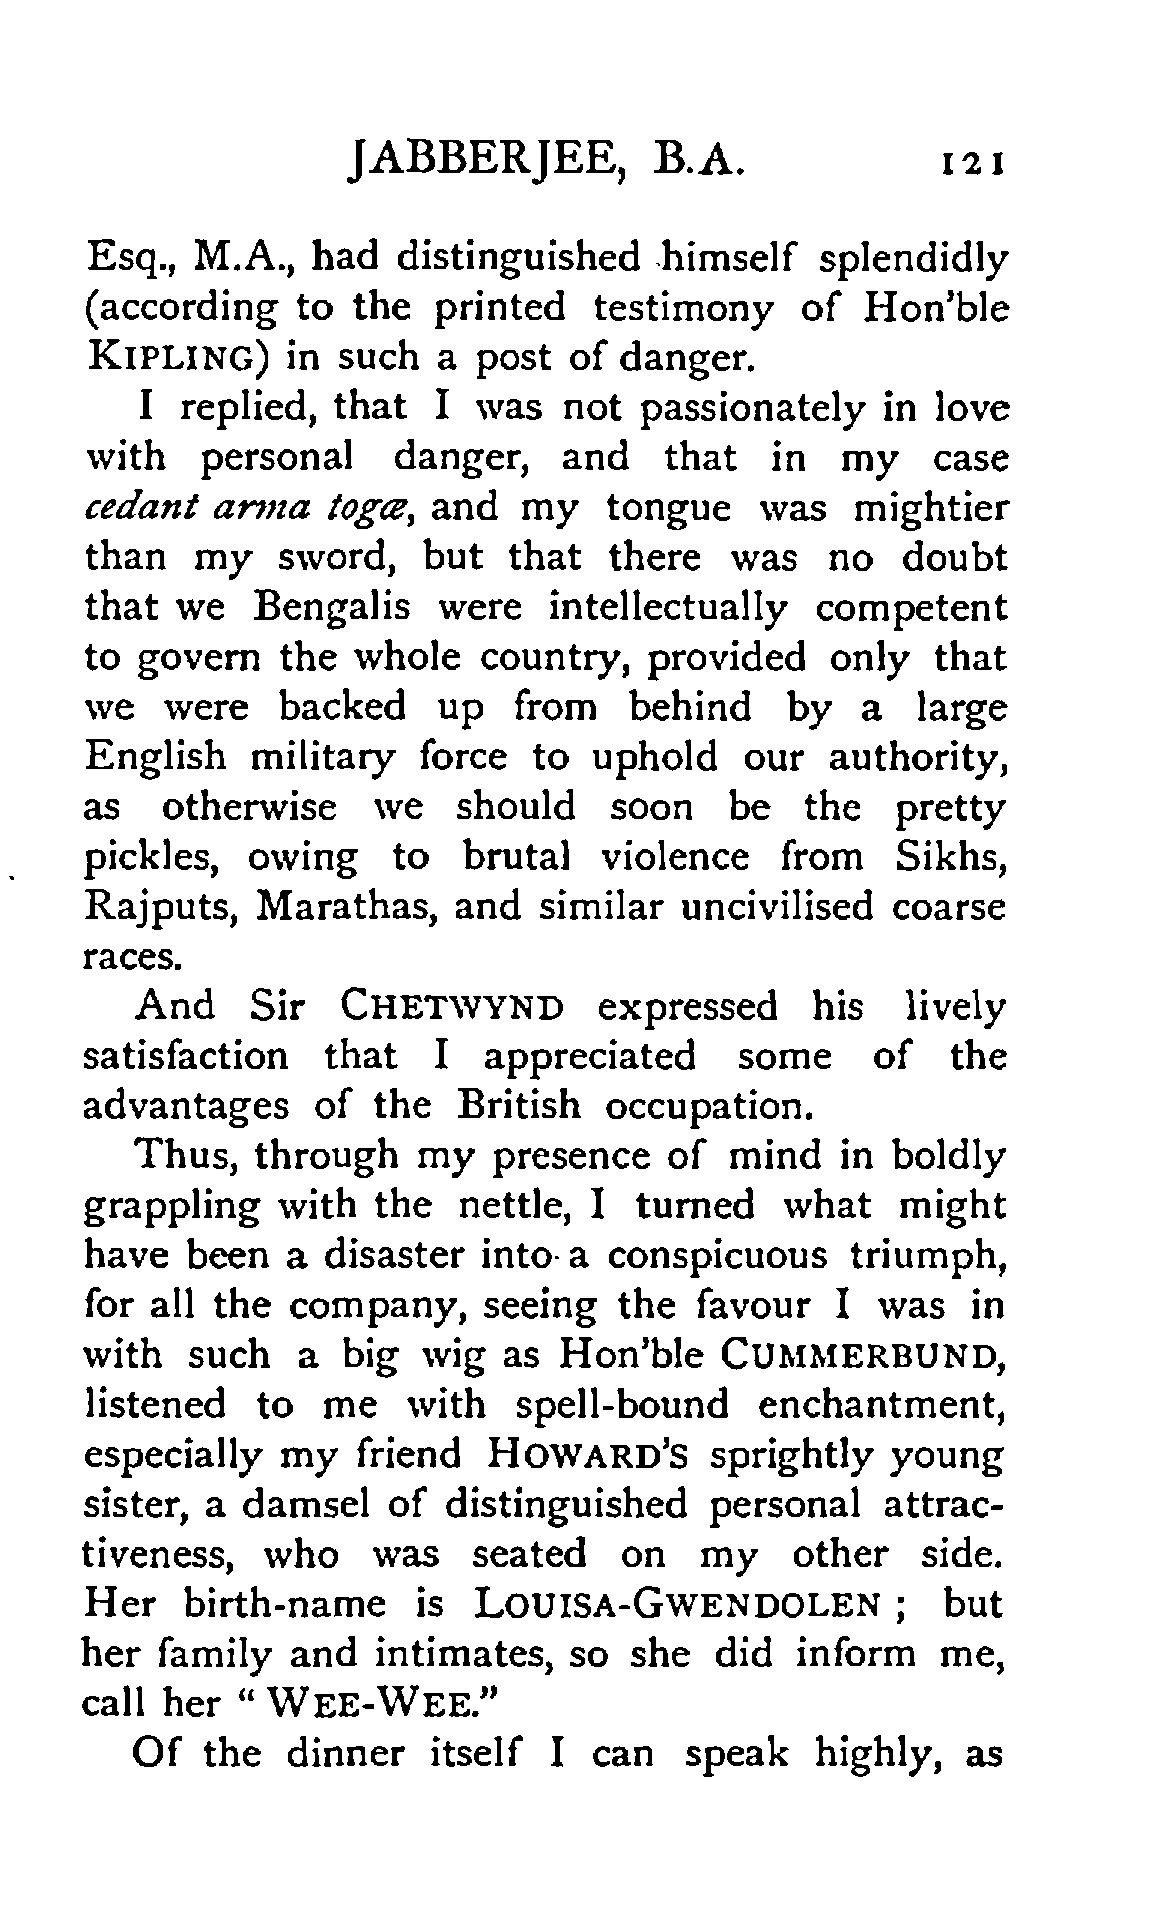 JABBERJEE, B.A. 121
Esq., M.A., had distinguished himself splendidly
(according to the printed testimony of Hon'ble
KIPLING) in such a post of danger.
I replied, that I was not passionately in love
with personal danger, and that in my case
cedant arma togæ, and my tongue was mightier
than my sword, but that there was no doubt
that we Bengalis were intellectually competent
to govern the whole country, provided only that
we were backed up from behind by a large
English military force to uphold our authority,
as otherwise we should soon be the pretty
pickles, owing to brutal violence from Sikhs,
Rajputs, Marathas, and similar uncivilised coarse
races.
And Sir CHETWYND expressed his lively
satisfaction that I appreciated some of the
advantages of the British occupation.
Thus, through my presence of mind in boldly
grappling with the nettle, I turned what might
have been a disaster into a conspicuous triumph,
for all the company, seeing the favour I was in
with such a big wig as Hon'ble CUMMERBUND,
listened to me with spell-bound enchantment,
especially my friend HOWARD'S sprightly young
sister, a damsel of distinguished personal attrac-
tiveness, who was seated on my other side.
Her birth-name is LOUISA-GWENDOLEN ; but
her family and intimates, so she did inform me,
call her " WEE-WEE."
Of the dinner itself I can speak highly, as